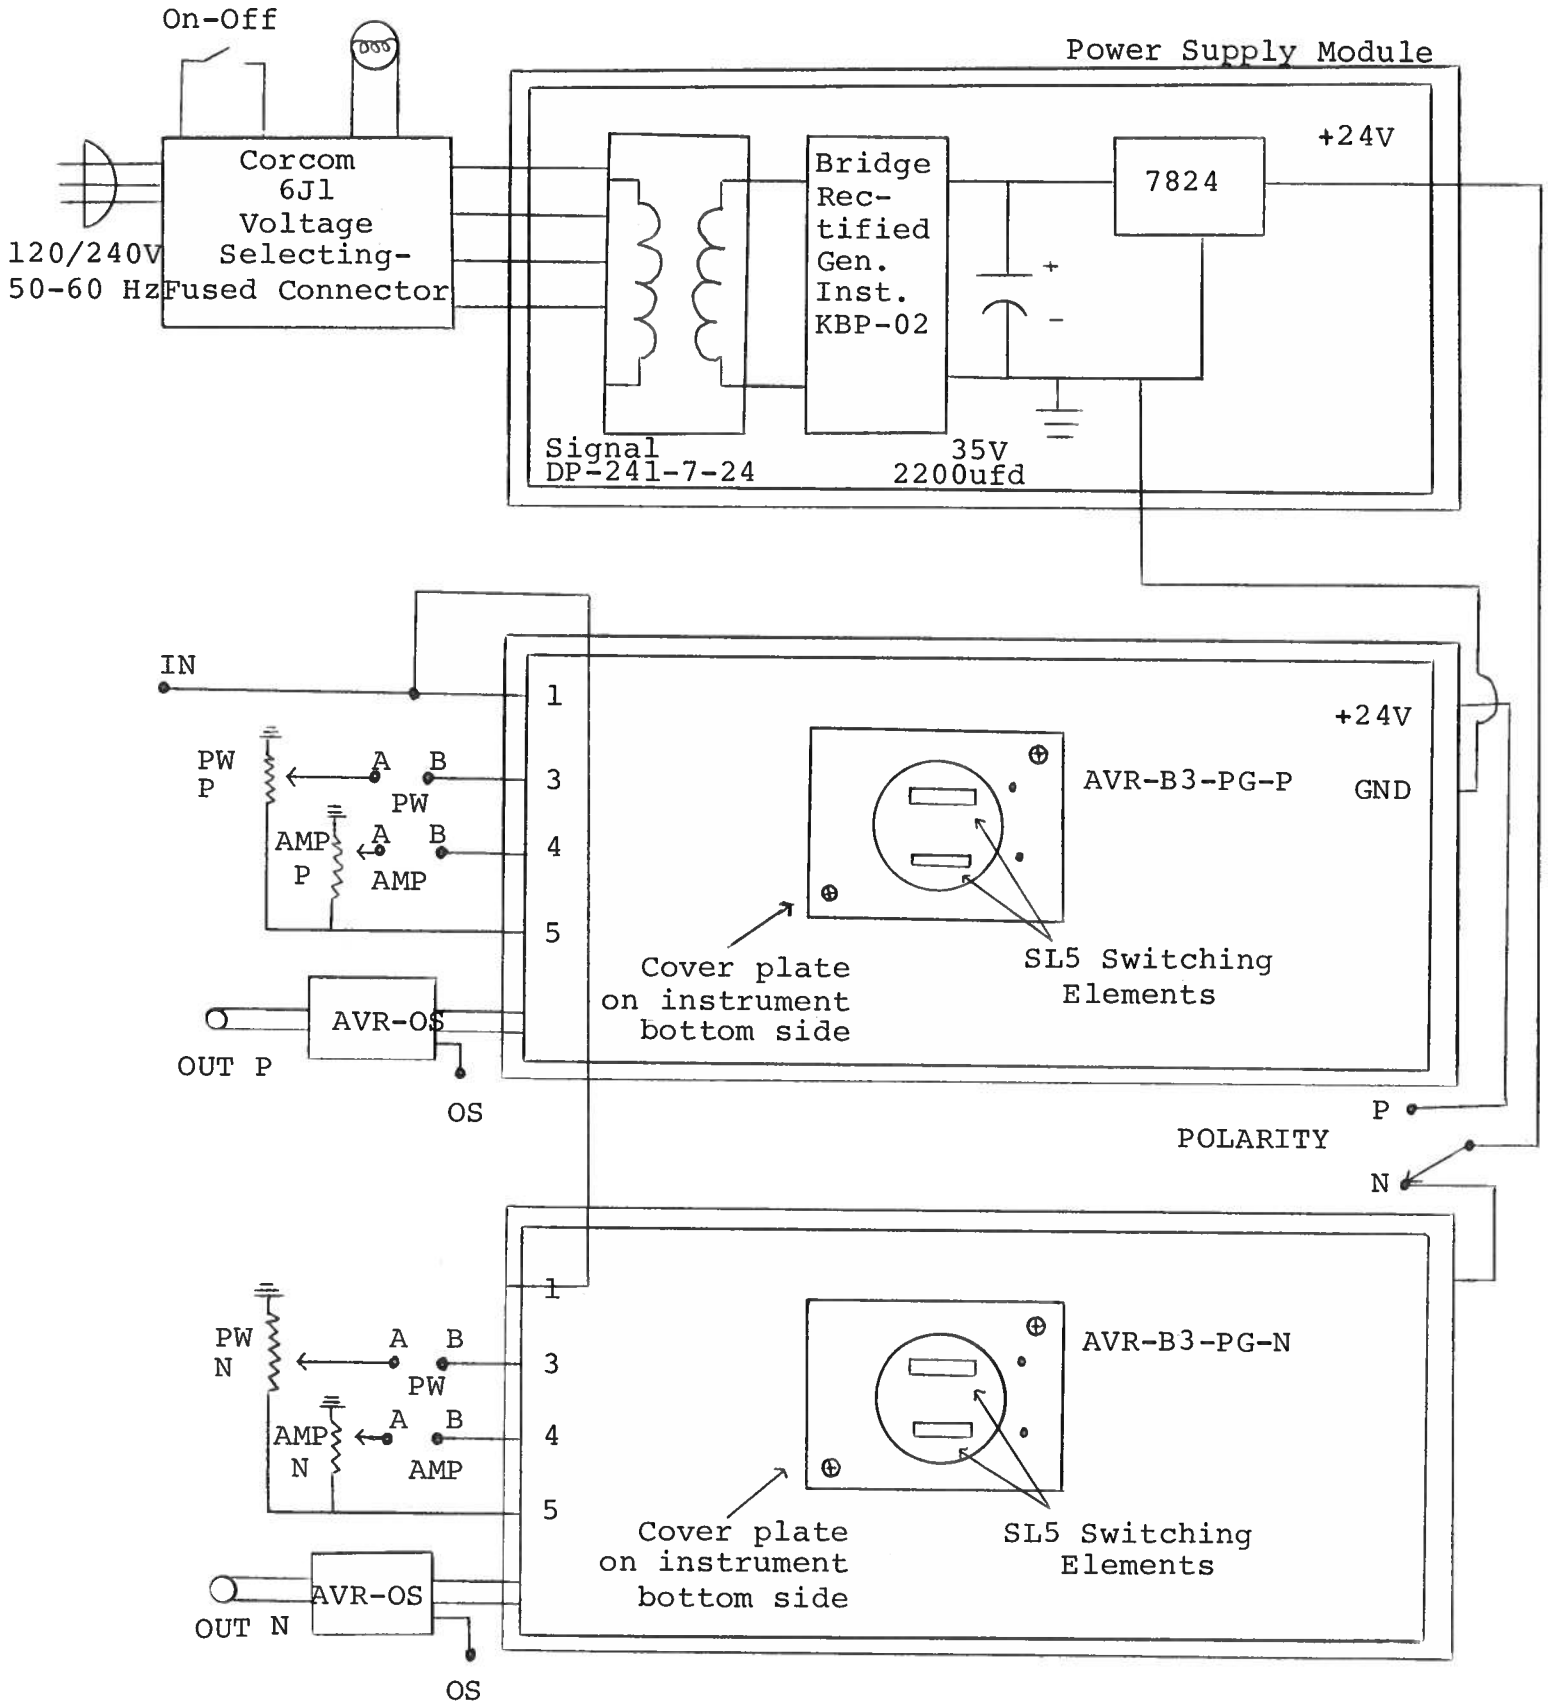 On-Off
Power Supply Module
Corcom
6J1
Voltage
Selecting-
Fused Connector
120/240V
50-60 Hz
Bridge
Rec-
tified
Gen.
Inst.
KBP-02
7824
+24V
+
-
Signal
DP-241-7-24
35V
2200ufd
IN
1
+24V
PW
P
A B
PW
3
AVR-B3-PG-P
GND
AMP
P
A B
AMP
4
5
Cover plate
on instrument
bottom side
SL5 Switching
Elements
AVR-OS
OUT P
OS
P
POLARITY
N
1
PW
N
A B
PW
3
AVR-B3-PG-N
AMP
N
A B
AMP
4
5
Cover plate
on instrument
bottom side
SL5 Switching
Elements
AVR-OS
OUT N
OS